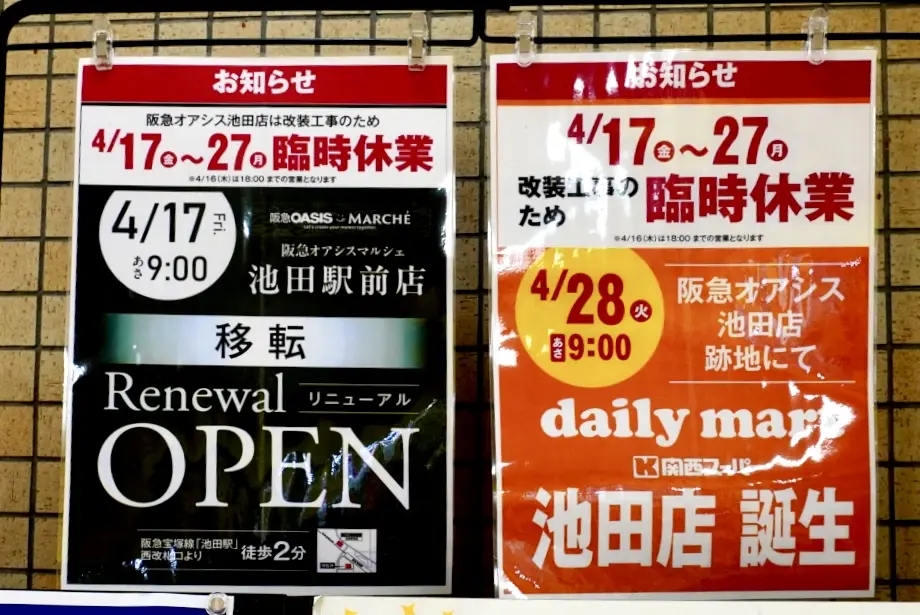 お知らせ
阪急オアシス池田店は改装工事のため
4/17金～27月 臨時休業
※4/16(木)は18:00までの営業となります
4/17 Fri.
あさ 9:00
阪急OASIS MARCHÉ
阪急オアシスマルシェ
池田駅前店
移転
Renewal リニューアル
OPEN
阪急宝塚線「池田駅」
西改札口より
徒歩2分
お知らせ
4/17金～27月
改装工事の
ため
臨時休業
※4/16(木)は18:00までの営業となります
4/28火
あさ 9:00
阪急オアシス
池田店
跡地にて
daily mart
関西スーパー
池田店 誕生